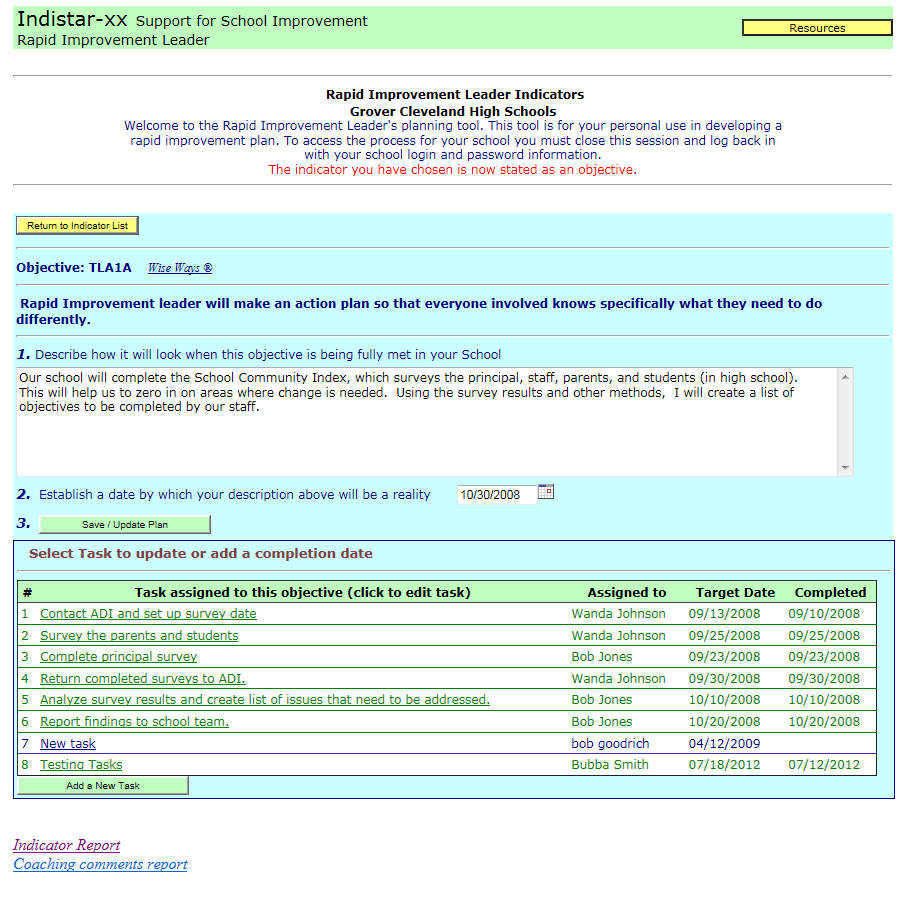 Indistar-xx Support for School Improvement
Rapid Improvement Leader
Resources
Rapid Improvement Leader Indicators
Grover Cleveland High Schools
Welcome to the Rapid Improvement Leader's planning tool. This tool is for your personal use in developing a
rapid improvement plan. To access the process for your school you must close this session and log back in
with your school login and password information.
The indicator you have chosen is now stated as an objective.
Return to Indicator List
Objective: TLA1A Wise Ways ®
Rapid Improvement leader will make an action plan so that everyone involved knows specifically what they need to do
differently.
1. Describe how it will look when this objective is being fully met in your School
Our school will complete the School Community Index, which surveys the principal, staff, parents, and students (in high school).
This will help us to zero in on areas where change is needed.  Using the survey results and other methods,  I will create a list of
objectives to be completed by our staff.
2. Establish a date by which your description above will be a reality 10/30/2008
3. Save / Update Plan
Select Task to update or add a completion date
# Task assigned to this objective (click to edit task) Assigned to Target Date Completed
1 Contact ADI and set up survey date Wanda Johnson 09/13/2008 09/10/2008
2 Survey the parents and students Wanda Johnson 09/25/2008 09/25/2008
3 Complete principal survey Bob Jones 09/23/2008 09/23/2008
4 Return completed surveys to ADI. Wanda Johnson 09/30/2008 09/30/2008
5 Analyze survey results and create list of issues that need to be addressed. Bob Jones 10/10/2008 10/10/2008
6 Report findings to school team. Bob Jones 10/20/2008 10/20/2008
7 New task bob goodrich 04/12/2009
8 Testing Tasks Bubba Smith 07/18/2012 07/12/2012
Add a New Task
Indicator Report
Coaching comments report